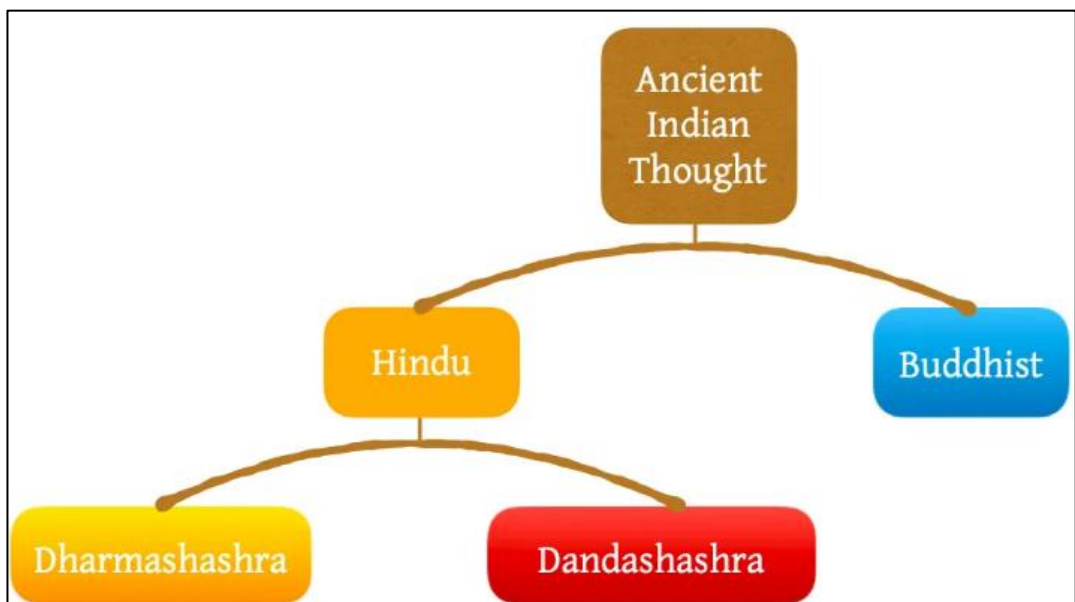 Ancient
Indian
Thought
Hindu
Buddhist
Dharmashashra
Dandashashra